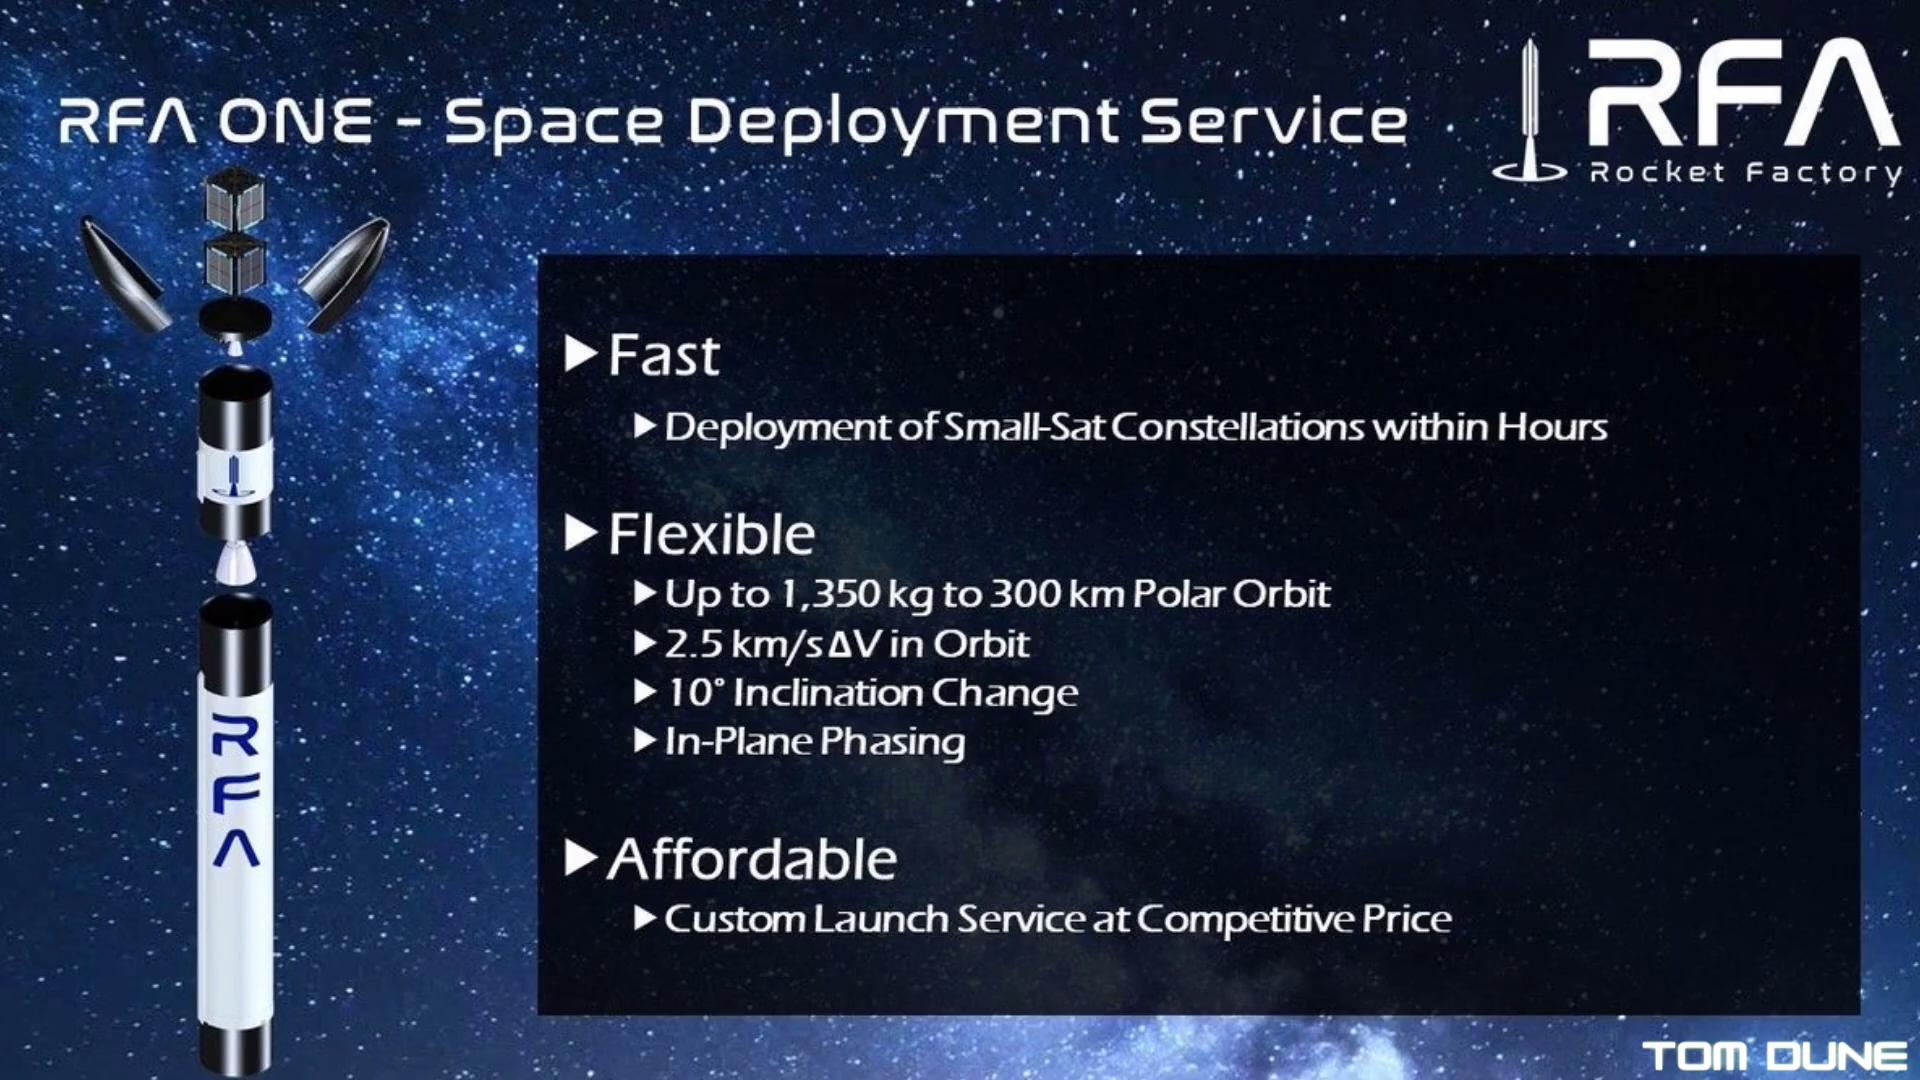 RFA ONE - Space Deployment Service
RFA
Rocket Factory
Fast
Deployment of Small-Sat Constellations within Hours
Flexible
Up to 1,350 kg to 300 km Polar Orbit
2.5 km/s ΔV in Orbit
10° Inclination Change
In-Plane Phasing
Affordable
Custom Launch Service at Competitive Price
R
F
A
TOM DUNE